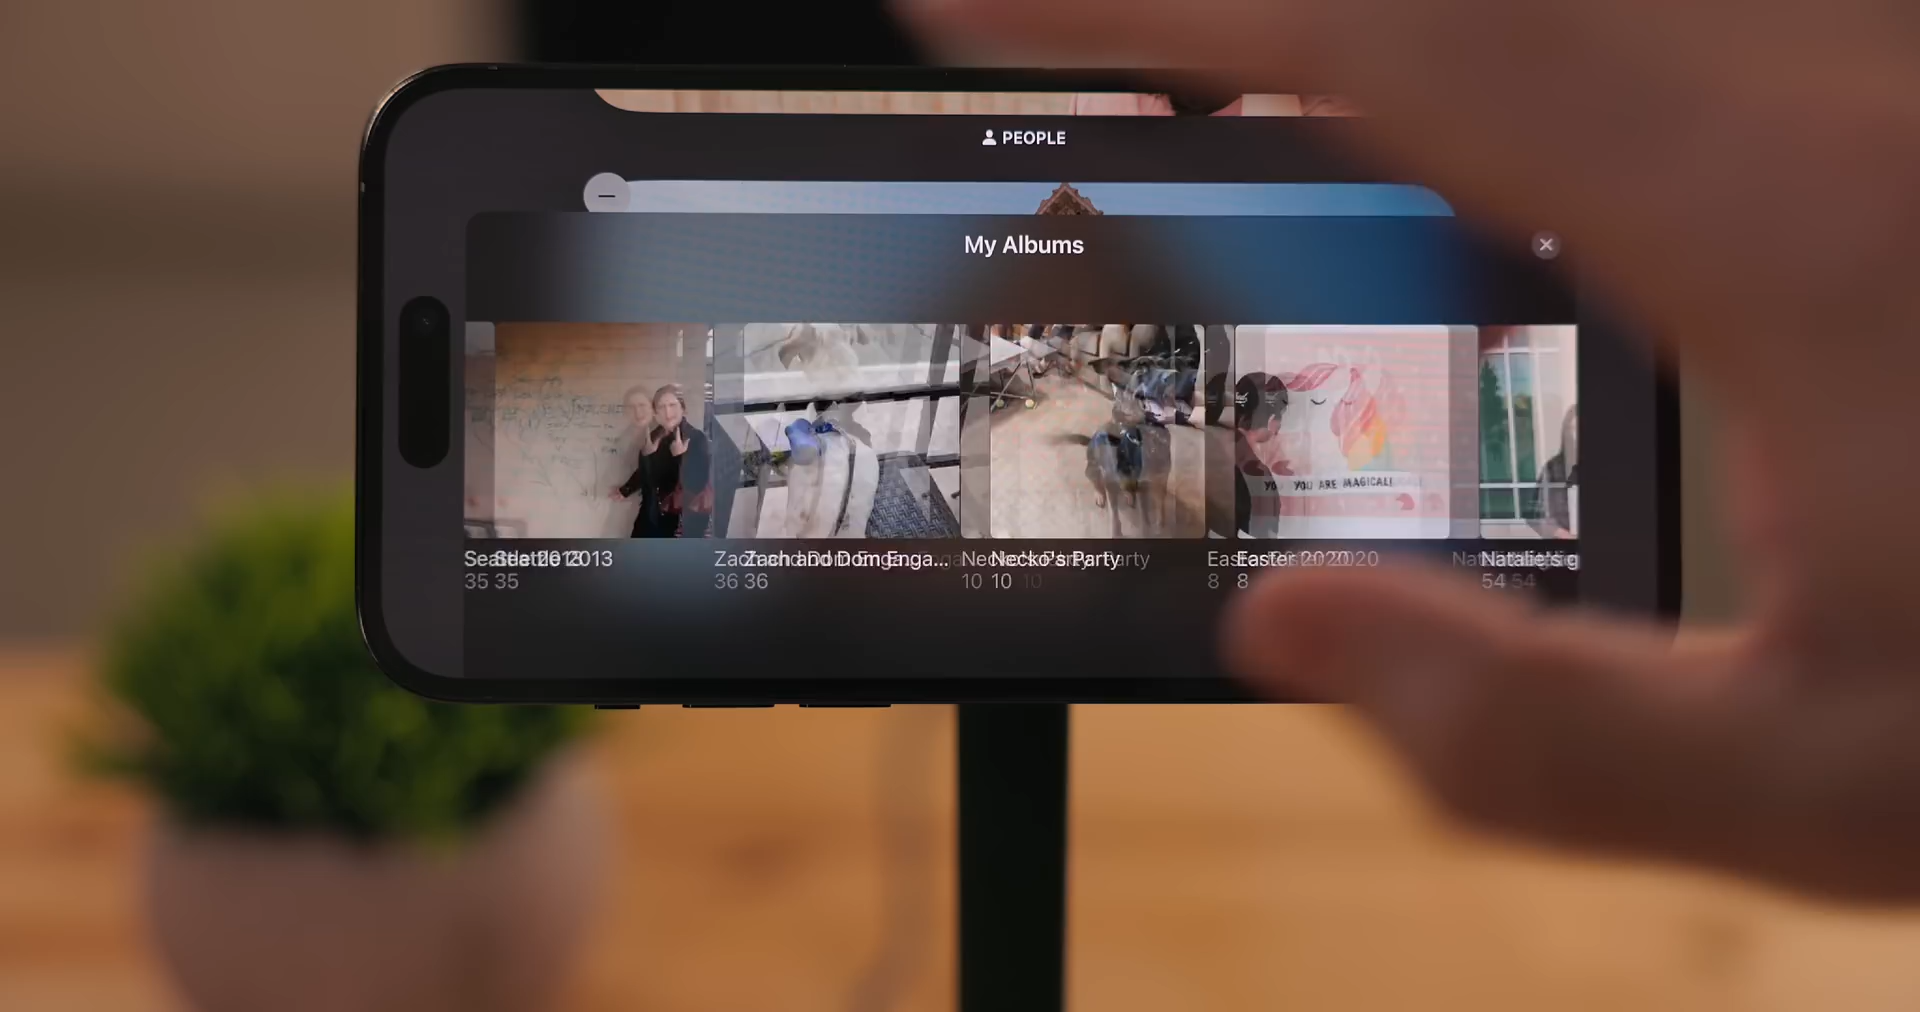 PEOPLE
My Albums
YOU ARE MAGICAL!
Seattle 2013
35
Zach and Dom Enga...
36
Necko's Party
10
Easter 2020
8
Natalie's
54